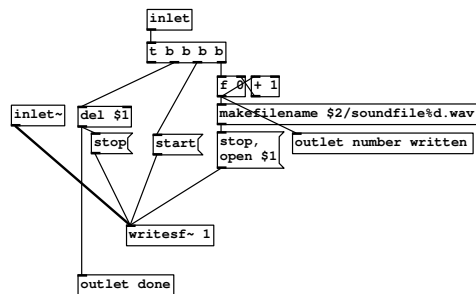 inlet
t b b b b
f 0
+ 1
inlet~
del $1
makefilename $2/soundfile%d.wav
stop
start
stop,
open $1
outlet number written
writesf~ 1
outlet done